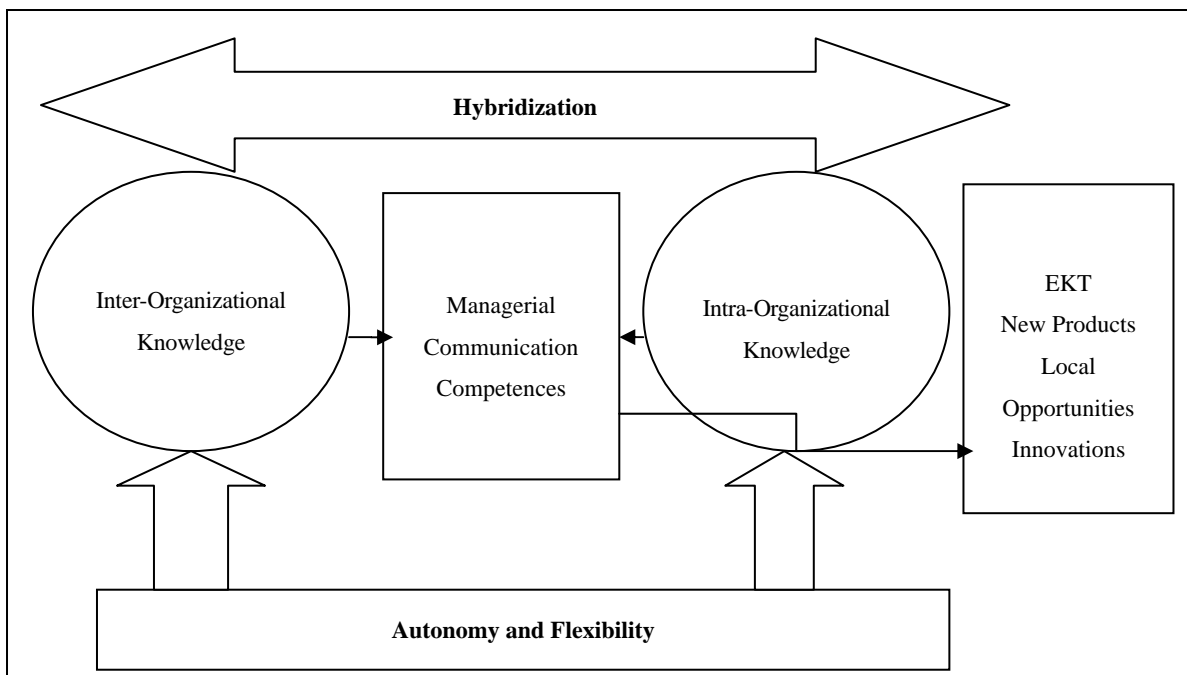 Hybridization
Inter-Organizational
Knowledge
Managerial
Communication
Competences
Intra-Organizational
Knowledge
EKT
New Products
Local
Opportunities
Innovations
Autonomy and Flexibility